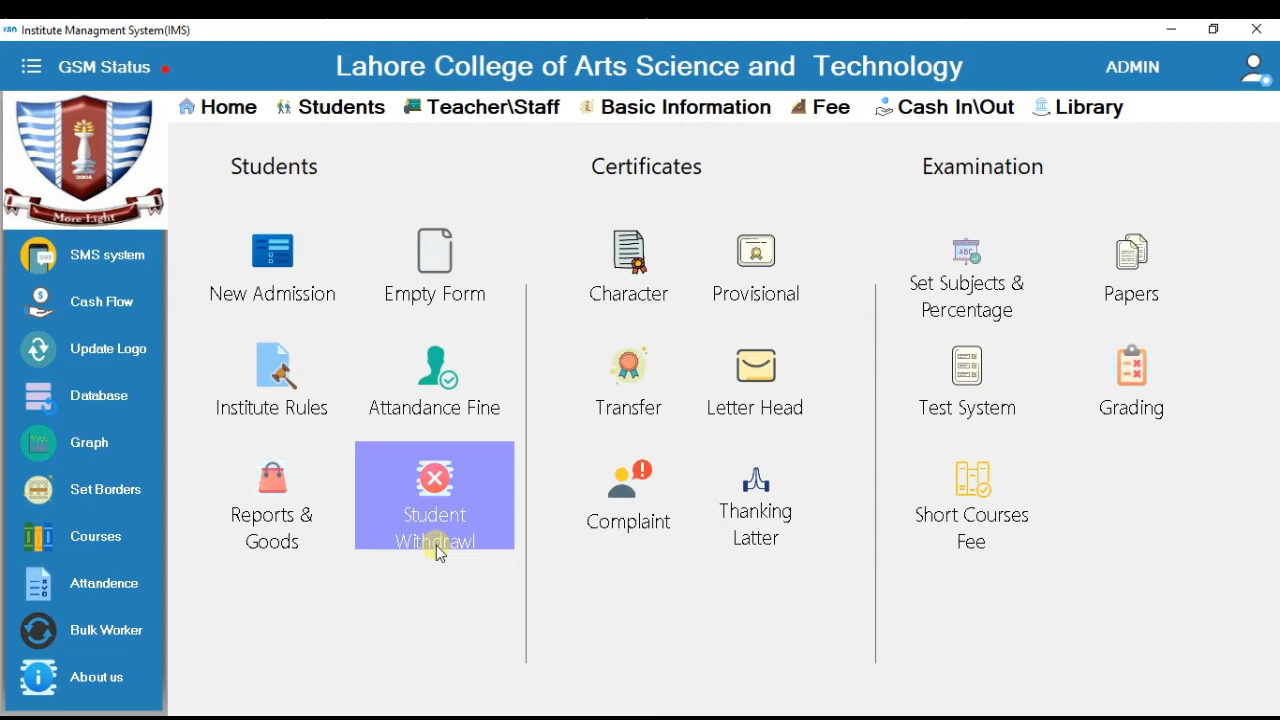 Institute Managment System(IMS)
GSM Status
Lahore College of Arts Science and Technology
ADMIN
Home
Students
Teacher\Staff
Basic Information
Fee
Cash In\Out
Library
2004
More Light
SMS system
Cash Flow
Update Logo
Database
Graph
Set Borders
Courses
Attendence
Bulk Worker
About us
Students
New Admission
Empty Form
Institute Rules
Attandance Fine
Reports &
Goods
Student
Withdrawl
Certificates
Character
Provisional
Transfer
Letter Head
Complaint
Thanking
Latter
Examination
Set Subjects &
Percentage
Papers
Test System
Grading
Short Courses
Fee